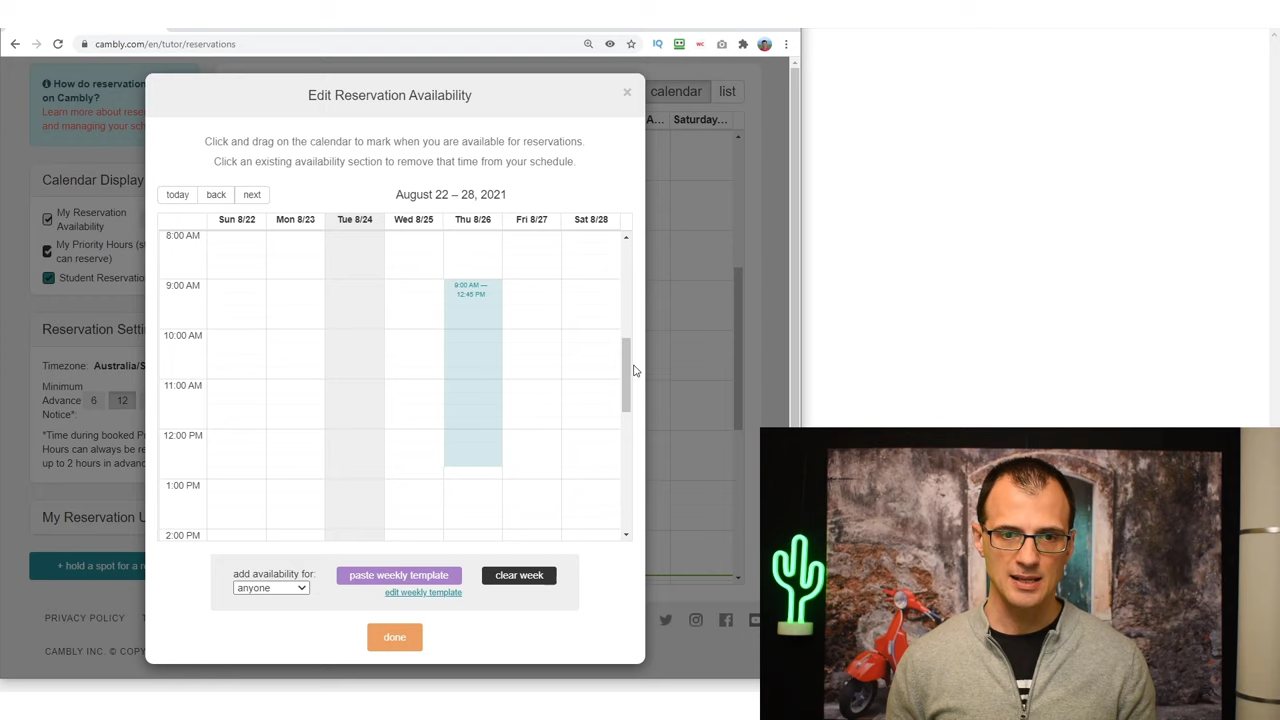 cambly.com/en/tutor/reservations
IQ
WC
How do reservation
on Cambly?
Learn more about rese
and managing your sch
Calendar Display
My Reservation
Availability
My Priority Hours (s
can reserve)
Student Reservatio
Reservation Setti
Timezone: Australia/S
Minimum
Advance
Notice*:
6
12
*Time during booked P
Hours can always be re
up to 2 hours in advanc
My Reservation U
+ hold a spot for a r
PRIVACY POLICY
CAMBLY INC. © COPY
calendar
list
A...
Saturday...
Edit Reservation Availability
×
Click and drag on the calendar to mark when you are available for reservations.
Click an existing availability section to remove that time from your schedule.
today
back
next
August 22 – 28, 2021
Sun 8/22
Mon 8/23
Tue 8/24
Wed 8/25
Thu 8/26
Fri 8/27
Sat 8/28
8:00 AM
9:00 AM
9:00 AM —
12:45 PM
10:00 AM
11:00 AM
12:00 PM
1:00 PM
2:00 PM
add availability for:
anyone
paste weekly template
edit weekly template
clear week
done